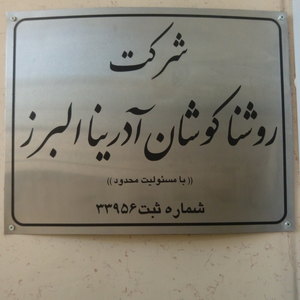 شرکت
روشنا کوشان آدرینا البرز
((با مسئولیت محدود))
شماره ثبت ۳۳۹۵۶